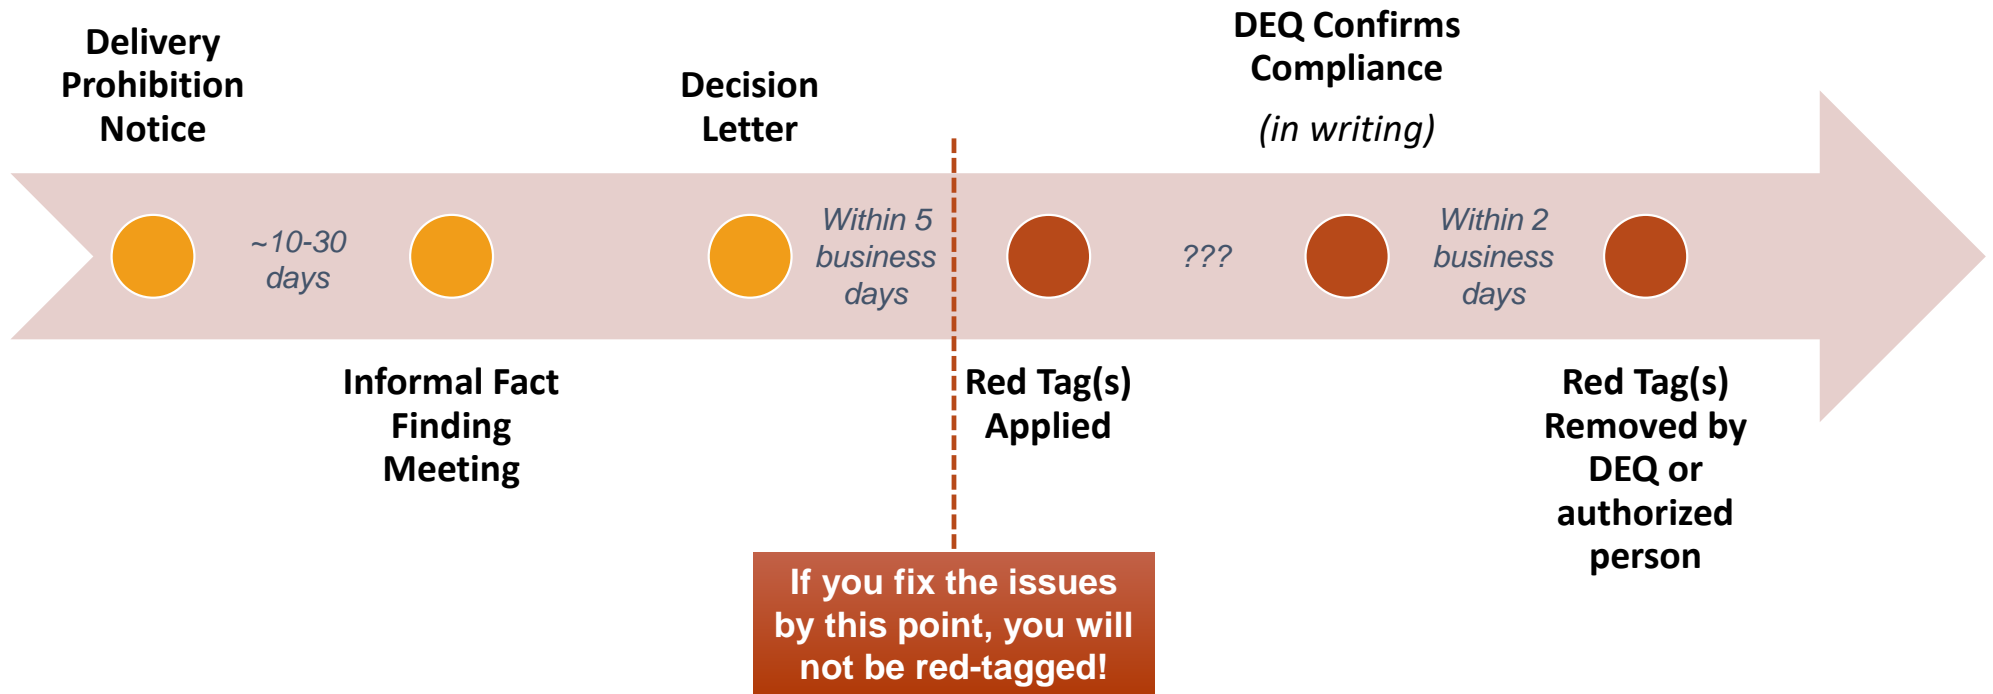 Delivery
Prohibition
Notice
~10-30
days
Informal Fact
Finding
Meeting
Decision
Letter
Within 5
business
days
If you fix the issues
by this point, you will
not be red-tagged!
Red Tag(s)
Applied
???
DEQ Confirms
Compliance
(in writing)
Within 2
business
days
Red Tag(s)
Removed by
DEQ or
authorized
person